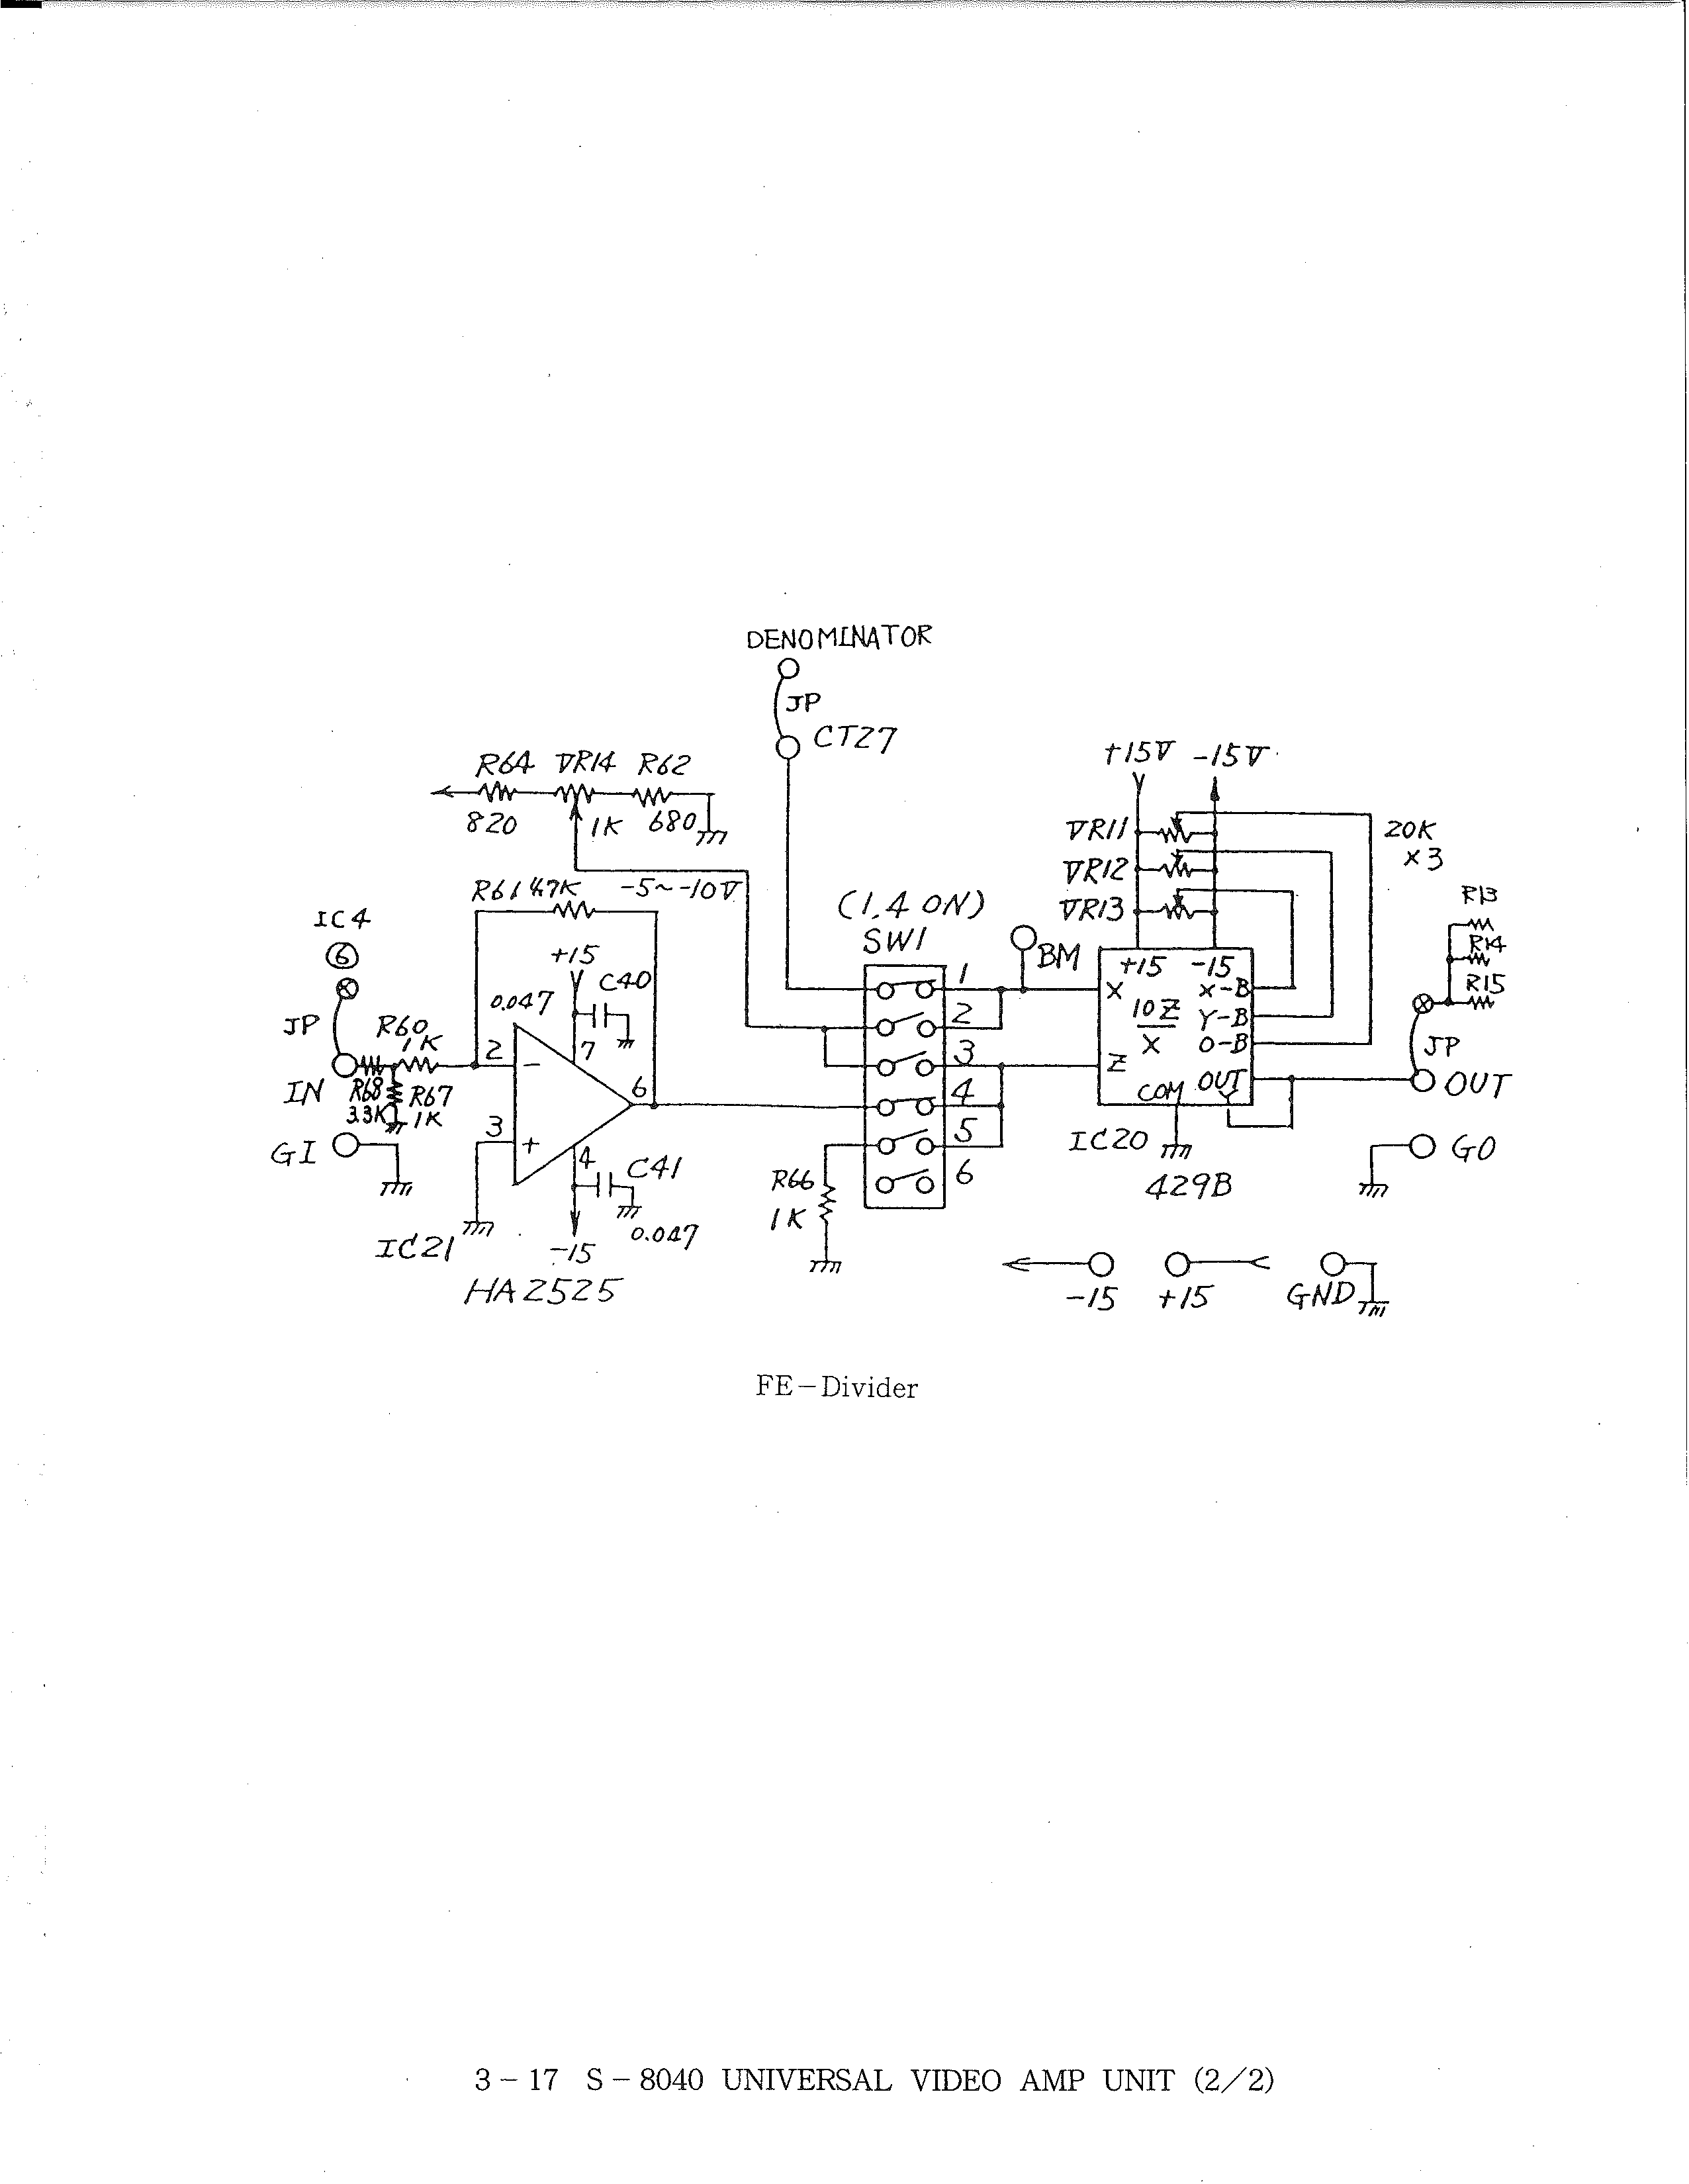 DENOMINATOR
JP
CT27
R64 VR14 R62
820 1K 680
-5~-10V
R61 4.7K
IC4
6
JP
R60
1K
IN
R68
3.3K
R67
1K
GI
+15
C40
0.047
2 -
7
6
3 +
4
C41
0.047
-15
IC21
HA2525
(1,4 ON)
SW1
1
2
3
4
5
6
R66
1K
BM
+15V -15V
VR11
VR12
VR13
20K
×3
+15 -15
X X-B
10Z Y-B
X O-B
Z
COM OUT
Y
IC20
429B
R13
R14
R15
JP
OUT
GO
-15 +15 GND
FE-Divider
3-17 S-8040 UNIVERSAL VIDEO AMP UNIT (2/2)